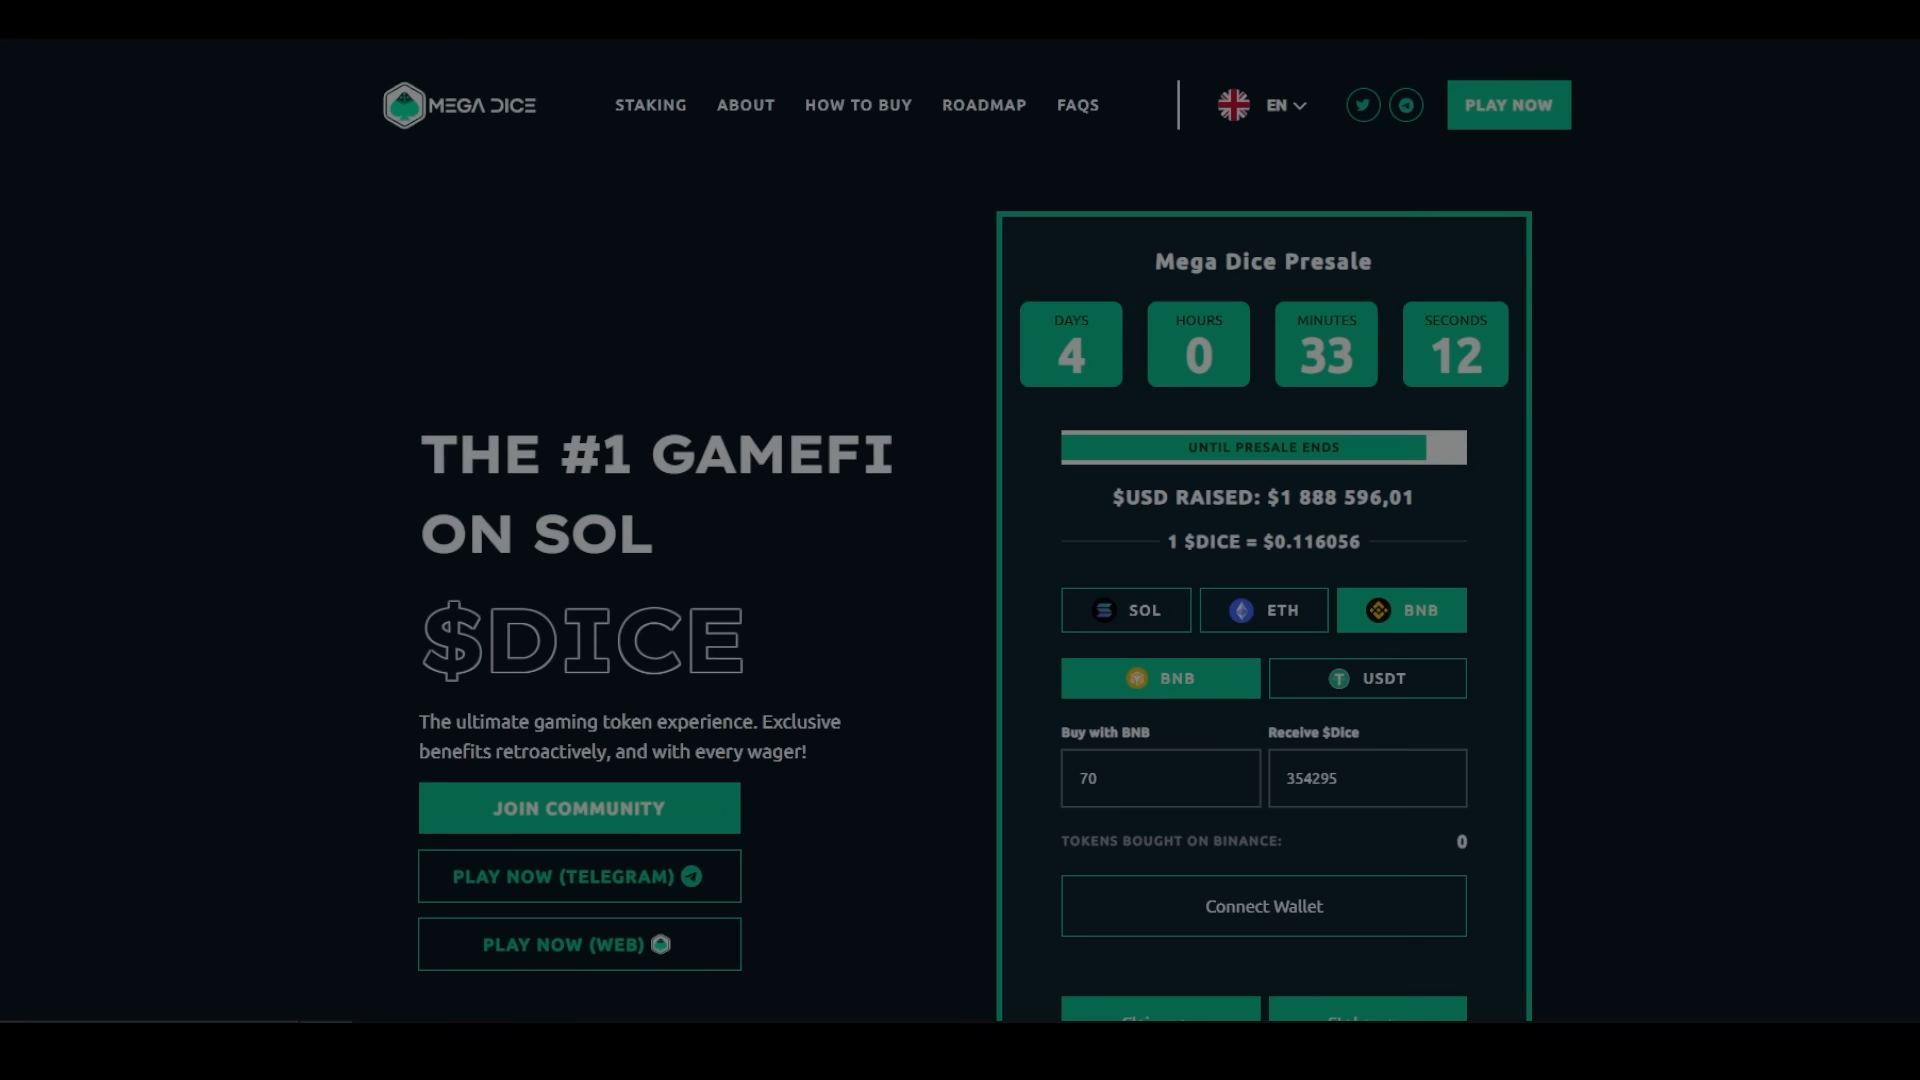 MEGA DICE
STAKING
ABOUT
HOW TO BUY
ROADMAP
FAQS
EN
PLAY NOW
THE #1 GAMEFI
ON SOL
$DICE
The ultimate gaming token experience. Exclusive
benefits retroactively, and with every wager!
JOIN COMMUNITY
PLAY NOW (TELEGRAM)
PLAY NOW (WEB)
Mega Dice Presale
DAYS
4
HOURS
0
MINUTES
33
SECONDS
12
UNTIL PRESALE ENDS
$USD RAISED: $1 888 596,01
1 $DICE = $0.116056
SOL
ETH
BNB
BNB
USDT
Buy with BNB
Receive $Dice
70
354295
TOKENS BOUGHT ON BINANCE:
0
Connect Wallet